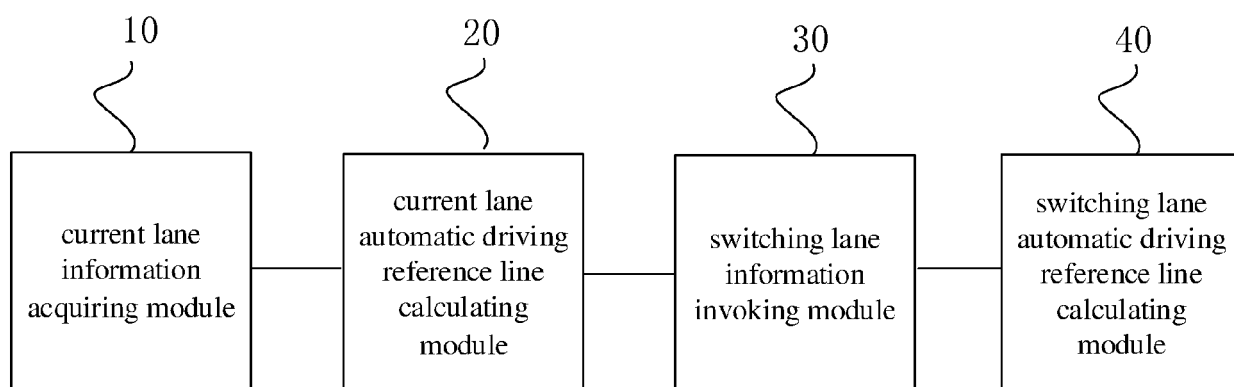 10
20
30
40
current lane
information
acquiring module
current lane
automatic driving
reference line
calculating
module
switching lane
information
invoking module
switching lane
automatic driving
reference line
calculating
module